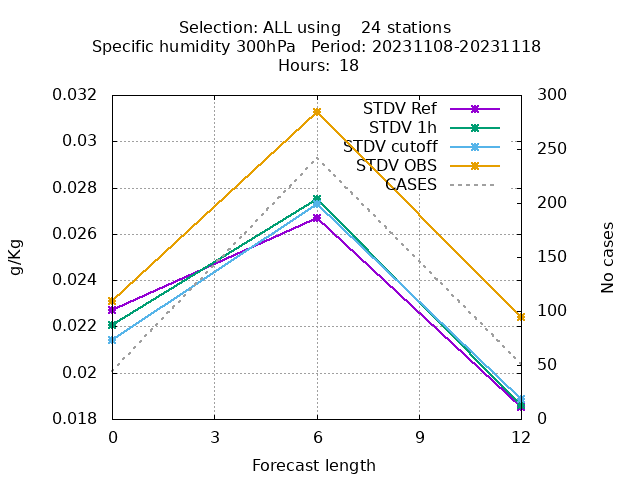 Selection: ALL using    24 stations
Specific humidity 300hPa   Period: 20231108-20231118
Hours:  18
STDV Ref
STDV 1h
STDV cutoff
STDV OBS
CASES
0.032
0.03
0.028
0.026
0.024
0.022
0.02
0.018
g/Kg
300
250
200
150
100
50
0
No cases
0 3 6 9 12
Forecast length